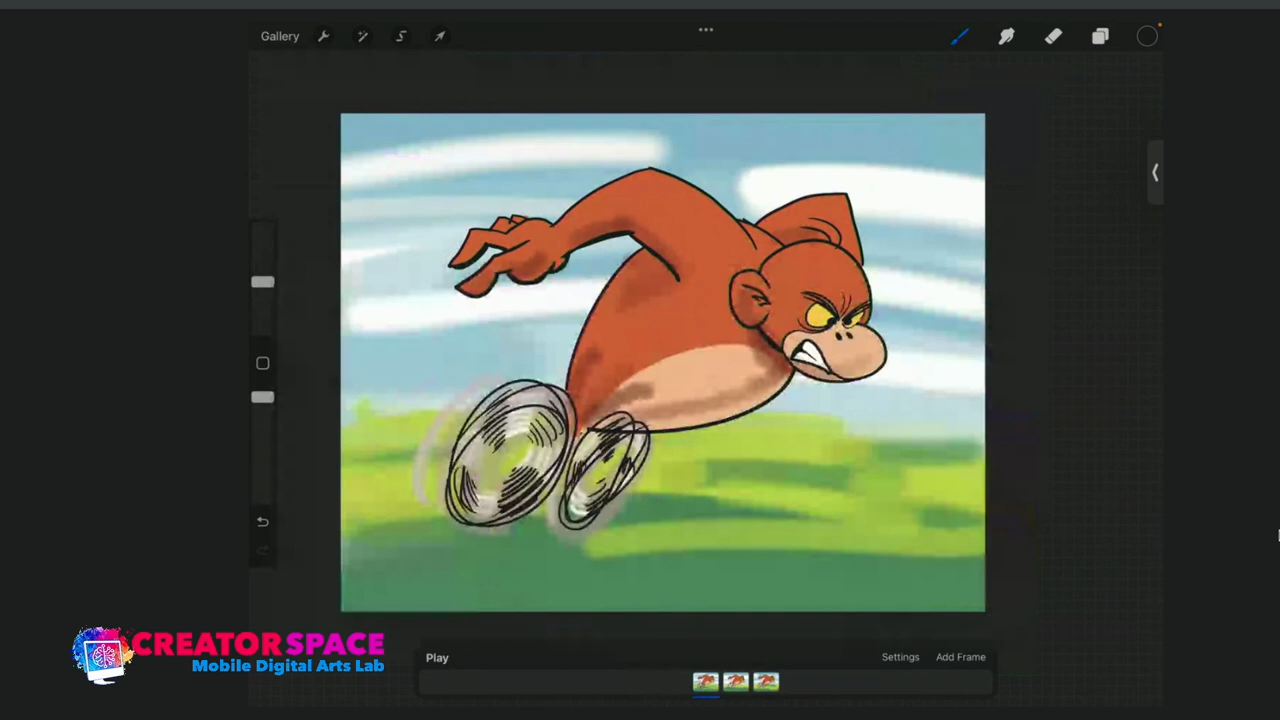 Gallery
Play
Settings
Add Frame
CREATORSPACE
Mobile Digital Arts Lab